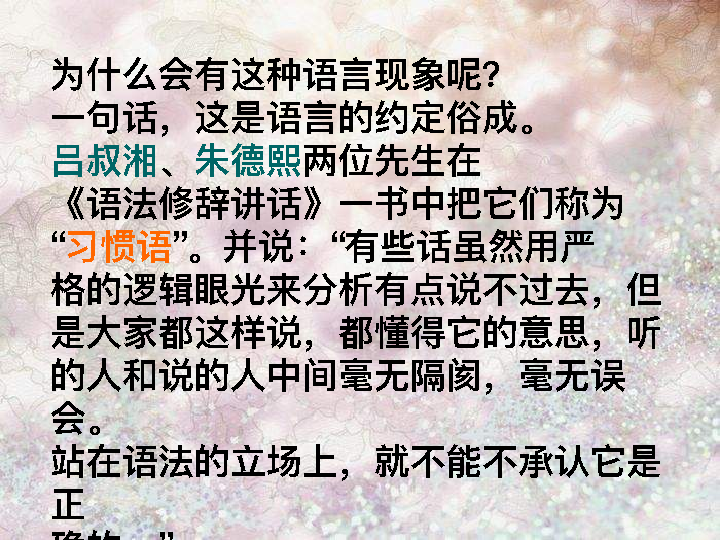 为什么会有这种语言现象呢?
一句话，这是语言的约定俗成。
吕叔湘、朱德熙两位先生在
《语法修辞讲话》一书中把它们称为
“习惯语”。并说：“有些话虽然用严
格的逻辑眼光来分析有点说不过去，但
是大家都这样说，都懂得它的意思，听
的人和说的人中间毫无隔阂，毫无误
会。
站在语法的立场上，就不能不承认它是
正
确的。”